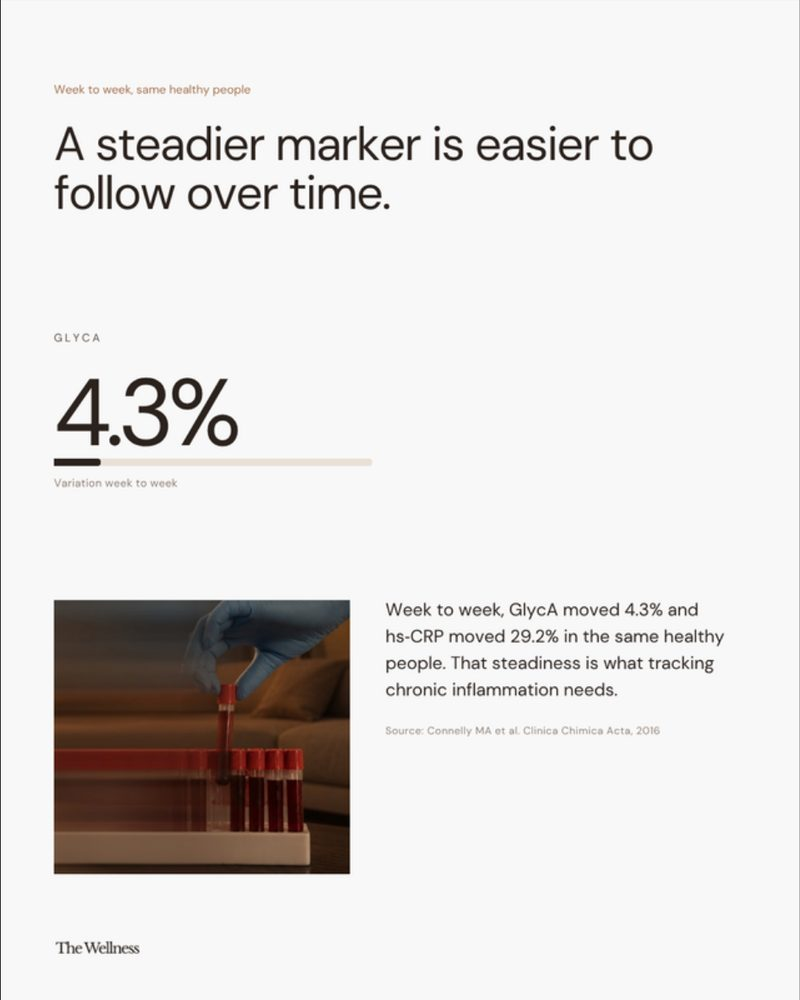 Week to week, same healthy people
A steadier marker is easier to
follow over time.
GLYCA
4.3%
Variation week to week
Week to week, GlycA moved 4.3% and
hs-CRP moved 29.2% in the same healthy
people. That steadiness is what tracking
chronic inflammation needs.
Source: Connelly MA et al. Clinica Chimica Acta, 2016
The Wellness